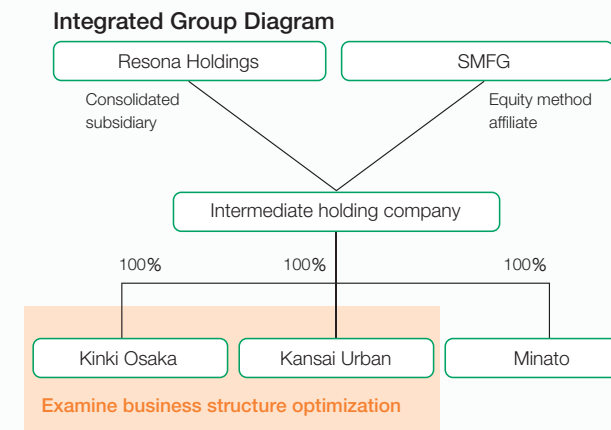 Integrated Group Diagram
Resona Holdings
SMFG
Consolidated
subsidiary
Equity method
affiliate
Intermediate holding company
100%
100%
100%
Kinki Osaka
Kansai Urban
Minato
Examine business structure optimization